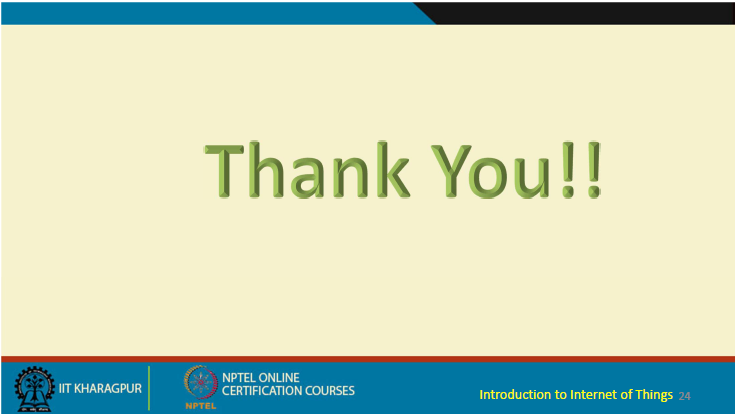 Thank You!!
IIT KHARAGPUR
NPTEL
NPTEL ONLINE
CERTIFICATION COURSES
Introduction to Internet of Things 24